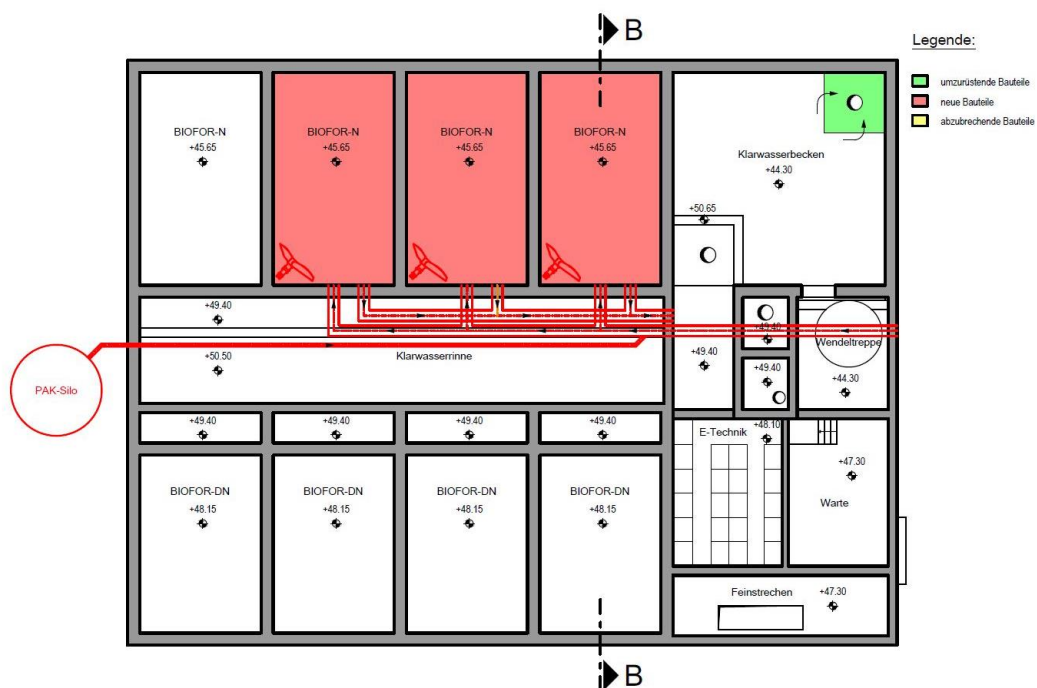 B
Legende:
umzurüstende Bauteile
neue Bauteile
abzubrechende Bauteile
BIOFOR-N
+45.65
BIOFOR-N
+45.65
BIOFOR-N
+45.65
BIOFOR-N
+45.65
Klarwasserbecken
+44.30
+50.65
+49.40
+50.50
Klarwasserrinne
PAK-Silo
+49.40
+49.40
+49.40
Wendeltreppe
+44.30
+49.40
+49.40
+49.40
+49.40
E-Technik
+48.10
BIOFOR-DN
+48.15
BIOFOR-DN
+48.15
BIOFOR-DN
+48.15
BIOFOR-DN
+48.15
+47.30
Warte
Feinstrechen
+47.30
B